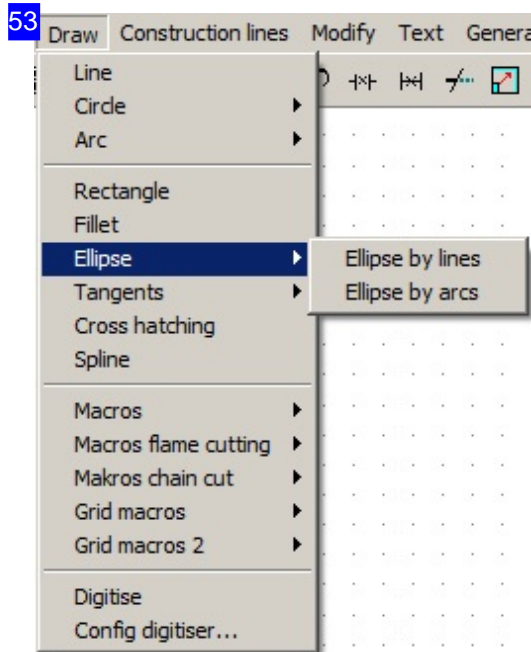 53
Draw Construction lines Modify Text Genera
Line
Circle
Arc
Rectangle
Fillet
Ellipse
Ellipse by lines
Tangents
Ellipse by arcs
Cross hatching
Spline
Macros
Macros flame cutting
Makros chain cut
Grid macros
Grid macros 2
Digitise
Config digitiser...